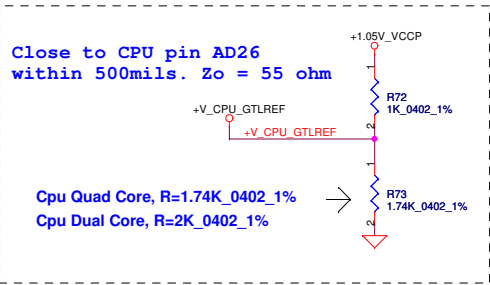 Close to CPU pin AD26
within 500mils. Zo = 55 ohm
+1.05V_VCCP
1
R72
1K_0402_1%
2
+V_CPU_GTLREF
+V_CPU_GTLREF
1
R73
1.74K_0402_1%
2
Cpu Quad Core, R=1.74K_0402_1%
Cpu Dual Core, R=2K_0402_1%